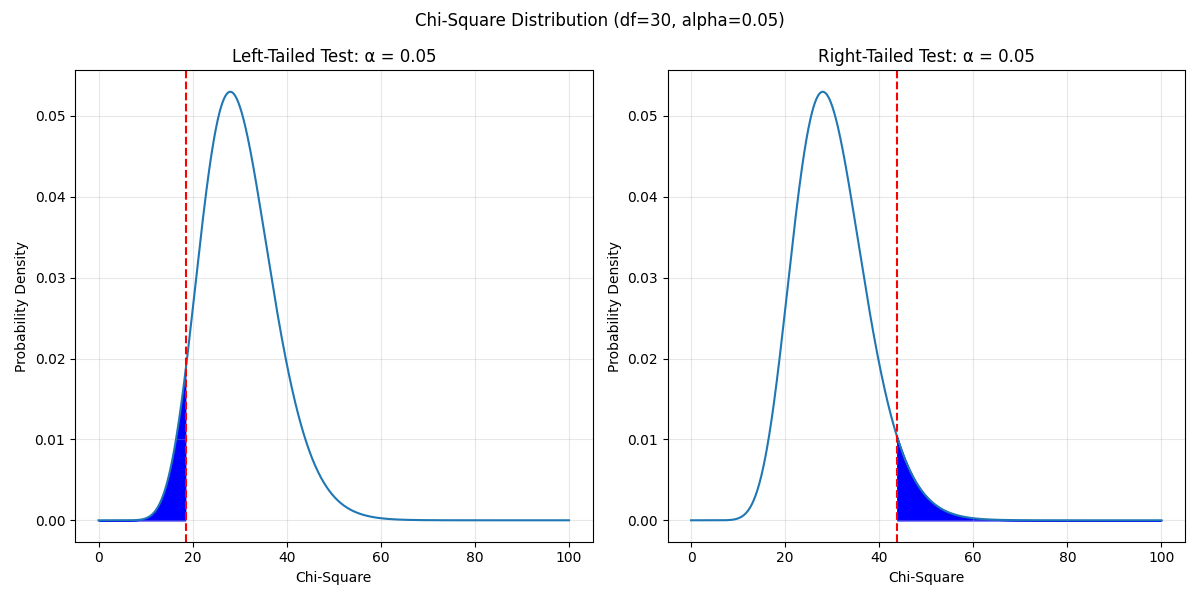 Chi-Square Distribution (df=30, alpha=0.05)
Left-Tailed Test: α = 0.05
0.05
0.04
0.03
0.02
0.01
0.00
Probability Density
0 20 40 60 80 100
Chi-Square
Right-Tailed Test: α = 0.05
0.05
0.04
0.03
0.02
0.01
0.00
Probability Density
0 20 40 60 80 100
Chi-Square